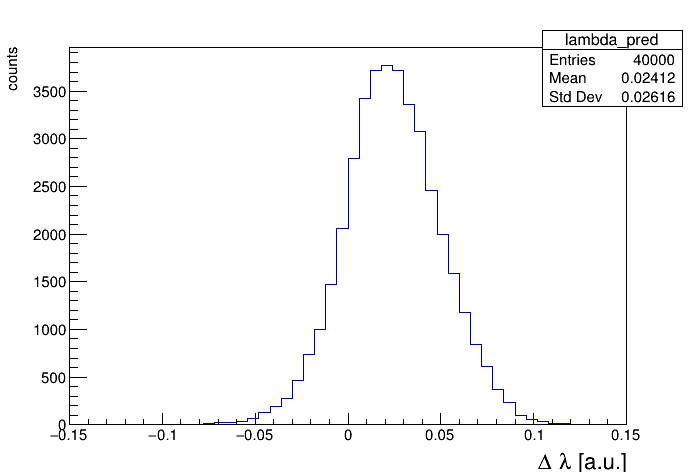 lambda_pred
Entries 40000
Mean 0.02412
Std Dev 0.02616
counts
3500
3000
2500
2000
1500
1000
500
0
−0.15 −0.1 −0.05 0 0.05 0.1 0.15
Δ λ [a.u.]